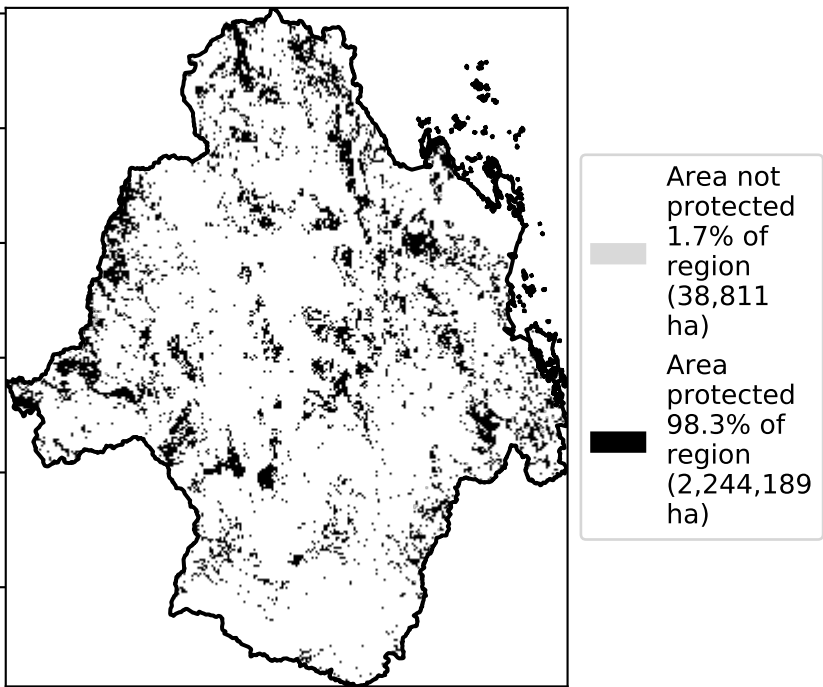 Area not
protected
1.7% of
region
(38,811
ha)
Area
protected
98.3% of
region
(2,244,189
ha)